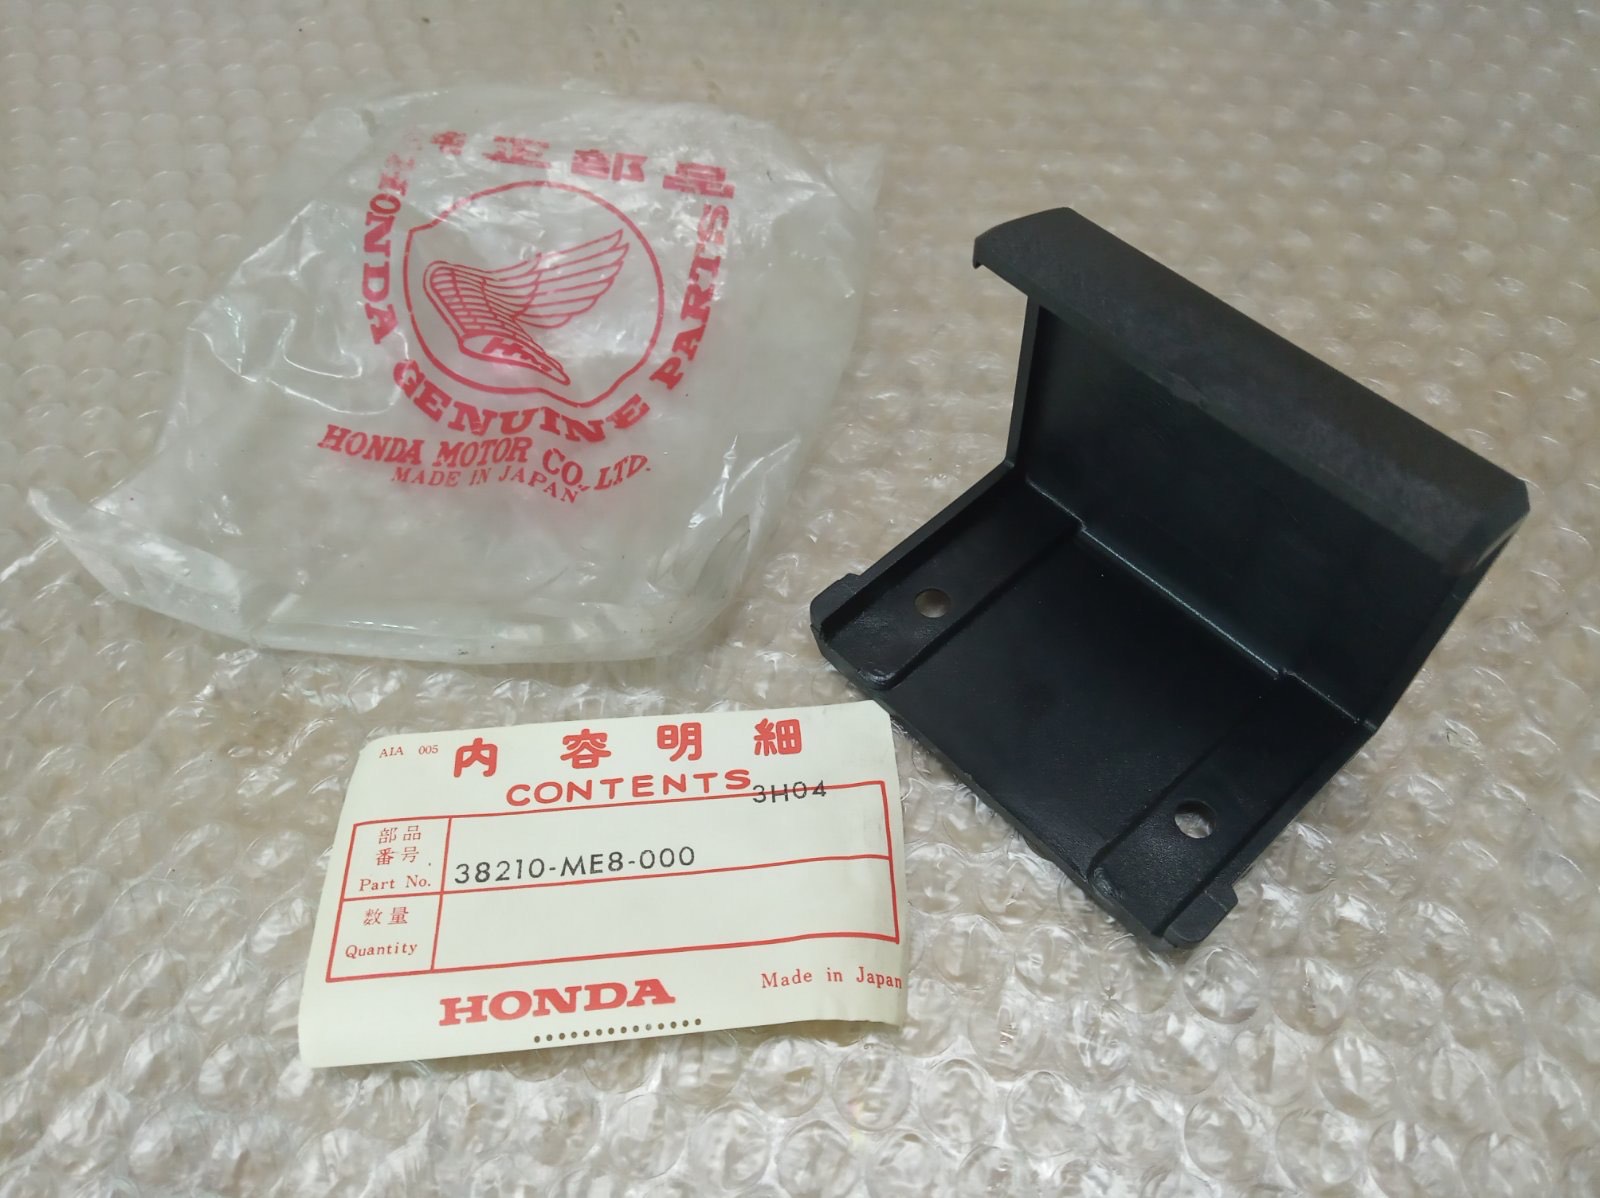 正部品
HONDA GENUINE PARTS
HONDA MOTOR CO., LTD.
MADE IN JAPAN
AIA 005
内容明細
CONTENTS
3H04
部品
番号
Part No.
38210-ME8-000
数量
Quantity
HONDA
Made in Japan